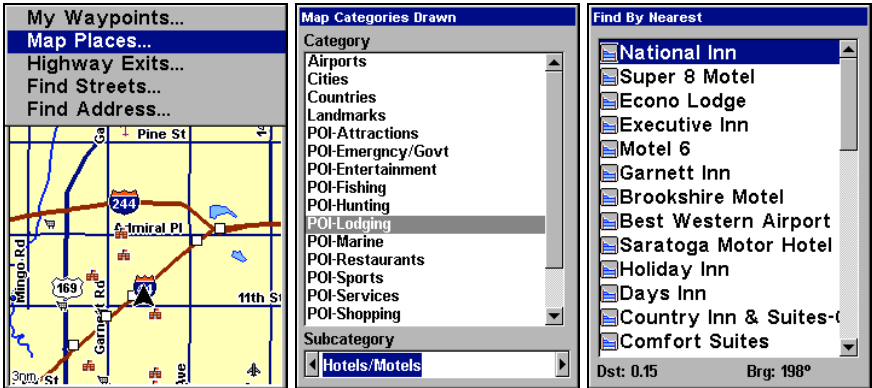 My Waypoints...
Map Places...
Highway Exits...
Find Streets...
Find Address...
Pine St
244
Admiral Pl
Mingo Rd
169
Garnett Rd
11th St
3nm
St
Ave
Map Categories Drawn
Category
Airports
Cities
Countries
Landmarks
POI-Attractions
POI-Emergncy/Govt
POI-Entertainment
POI-Fishing
POI-Hunting
POI-Lodging
POI-Marine
POI-Restaurants
POI-Sports
POI-Services
POI-Shopping
Subcategory
Hotels/Motels
Find By Nearest
National Inn
Super 8 Motel
Econo Lodge
Executive Inn
Motel 6
Garnett Inn
Brookshire Motel
Best Western Airport
Saratoga Motor Hotel
Holiday Inn
Days Inn
Country Inn & Suites-
Comfort Suites
Dst: 0.15 Brg: 198º